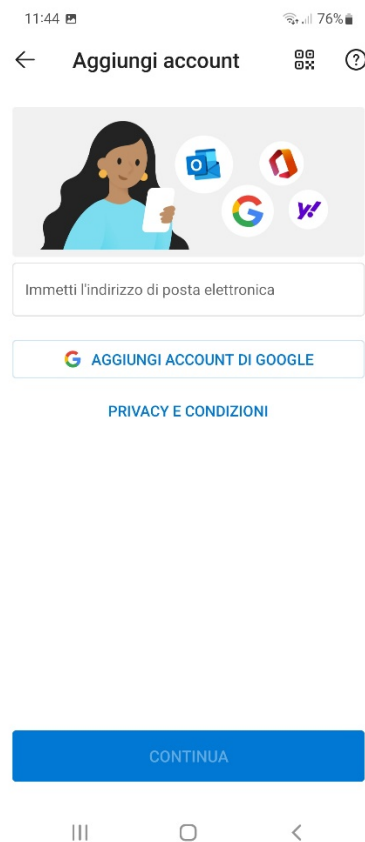 11:44
76%
Aggiungi account
Immetti l'indirizzo di posta elettronica
AGGIUNGI ACCOUNT DI GOOGLE
PRIVACY E CONDIZIONI
CONTINUA